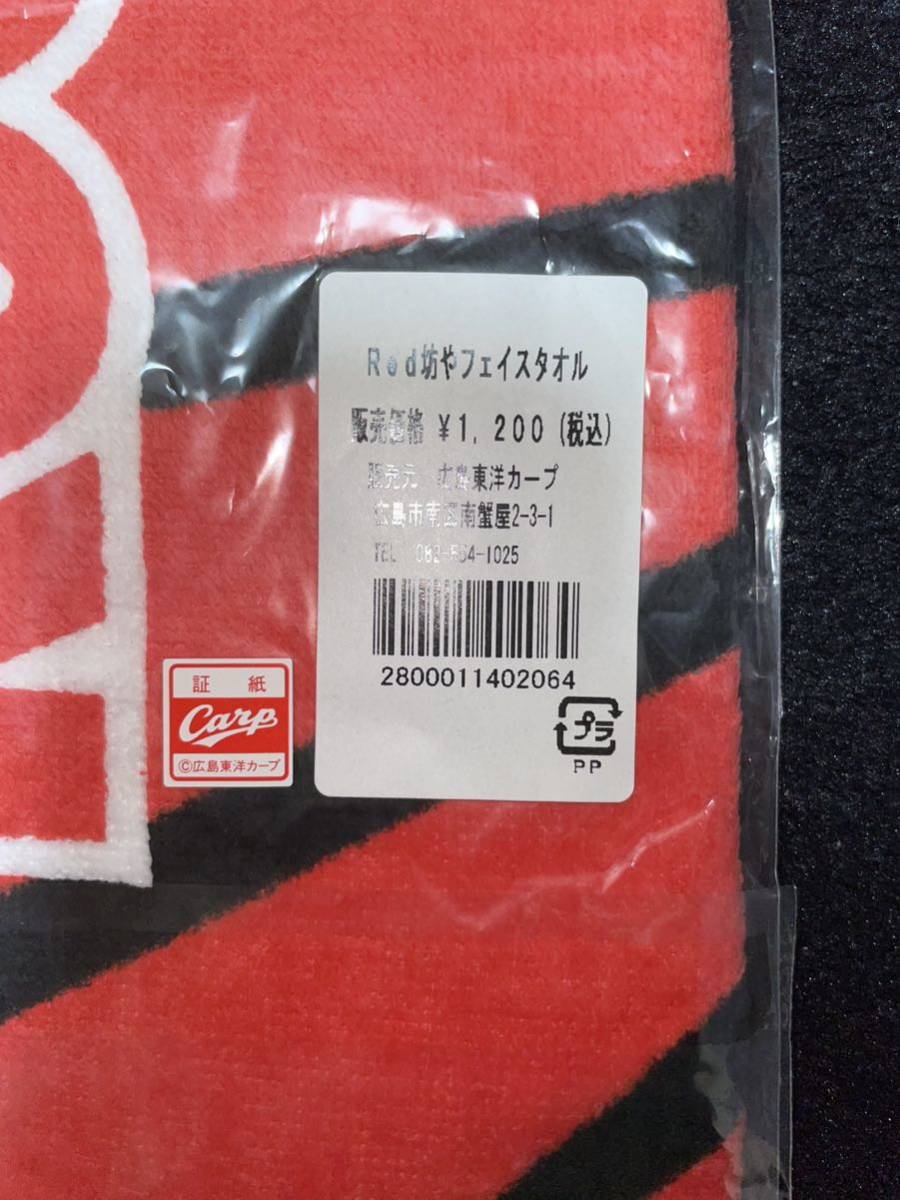 Red坊やフェイスタオル
販売価格 ¥1,200(税込)
販売元 広島東洋カープ
広島市南区南蟹屋2-3-1
TEL 082-554-1025
2800011402064
プラ
PP
証紙
Carp
©広島東洋カープ